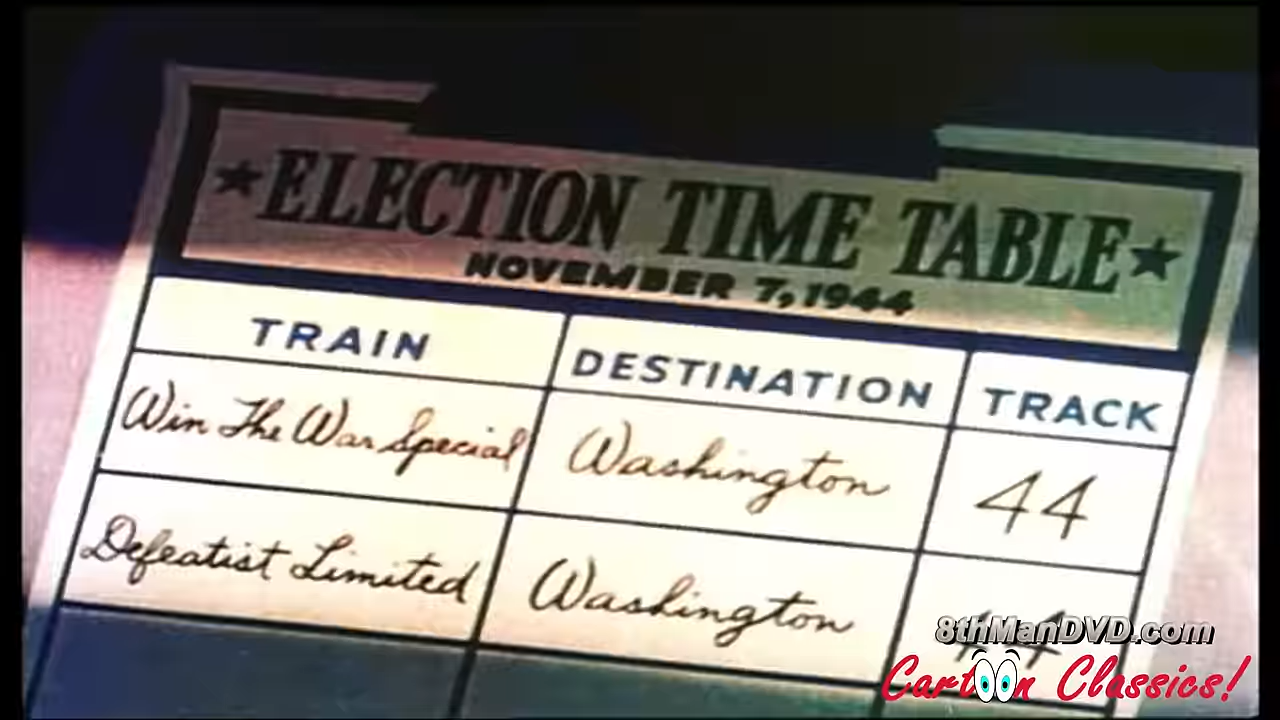 ★ELECTION TIME TABLE★
NOVEMBER 7, 1944
TRAIN DESTINATION TRACK
Win The War Special Washington 44
Defeatist Limited Washington 44
8thManDVD.com
Cartoon Classics!